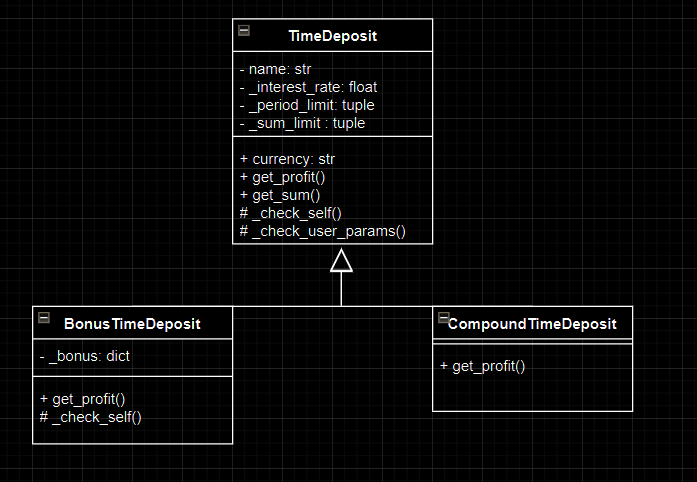 TimeDeposit
- name: str
- _interest_rate: float
- _period_limit: tuple
- _sum_limit : tuple
+ currency: str
+ get_profit()
+ get_sum()
# _check_self()
# _check_user_params()
BonusTimeDeposit
- _bonus: dict
+ get_profit()
# _check_self()
CompoundTimeDeposit
+ get_profit()